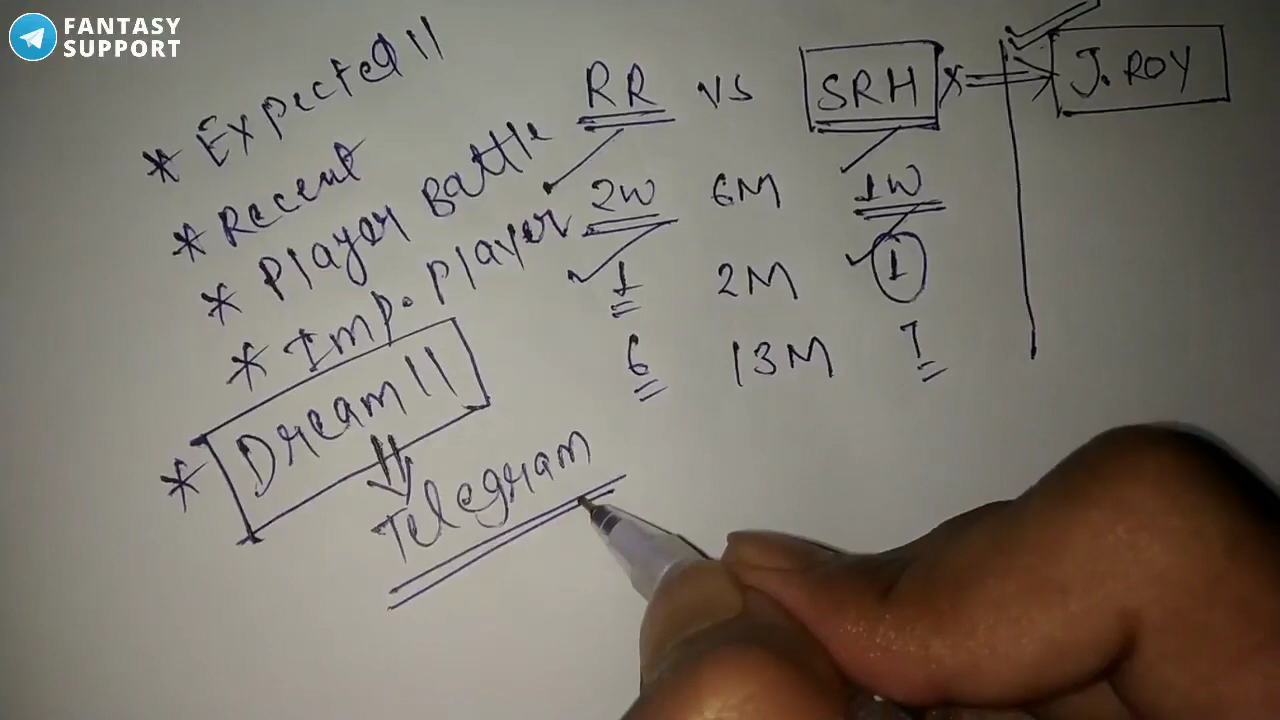 FANTASY
SUPPORT
* Expected 11
* Recent
* Player Battle
* Imp. player
* Dream 11
Telegram
RR vs SRH x J. ROY
2W 6M 1W
1 2M 1
6 13M 7